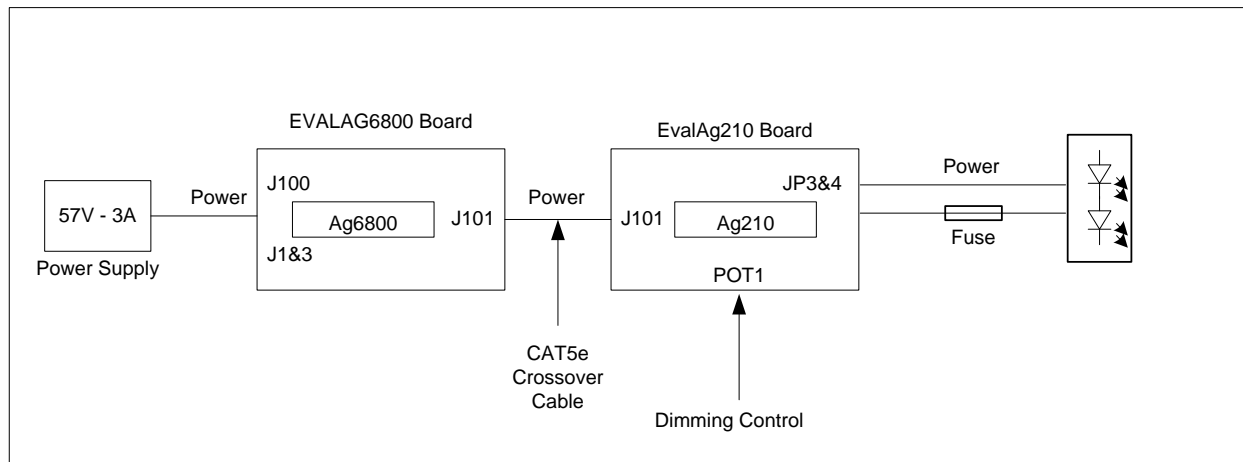 EVALAG6800 Board
EvalAg210 Board
57V - 3A
Power Supply
Power
J100
Ag6800
J101
J1&3
Power
CAT5e
Crossover
Cable
JP3&4
J101
Ag210
POT1
Dimming Control
Power
Fuse